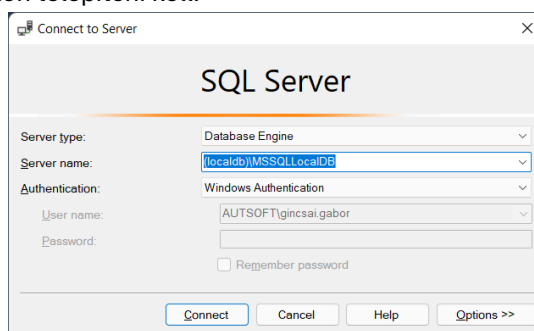 Connect to Server
SQL Server
Server type: Database Engine
Server name: (localdb)\MSSQLLocalDB
Authentication: Windows Authentication
User name: AUTSOFT\gincsai.gabor
Password:
Remember password
Connect Cancel Help Options >>